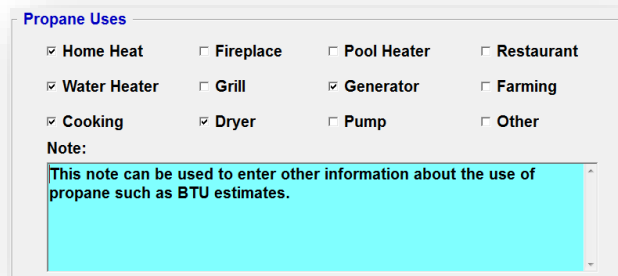 Propane Uses
Home Heat Fireplace Pool Heater Restaurant
Water Heater Grill Generator Farming
Cooking Dryer Pump Other
Note:
This note can be used to enter other information about the use of
propane such as BTU estimates.